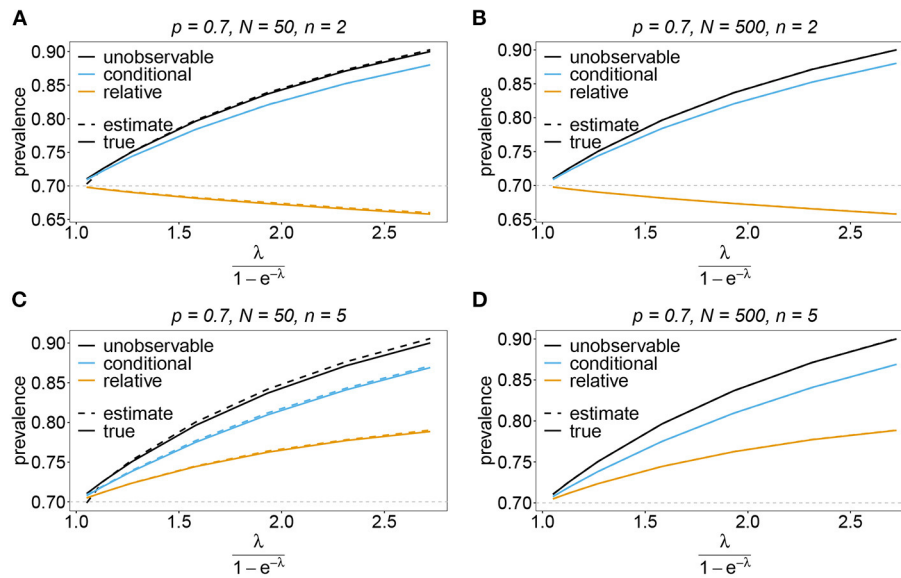 A
p = 0.7, N = 50, n = 2
prevalence
0.90
0.85
0.80
0.75
0.70
0.65
unobservable
conditional
relative
estimate
true
1.0 1.5 2.0 2.5
λ
1 − e^−λ
B
p = 0.7, N = 500, n = 2
prevalence
0.90
0.85
0.80
0.75
0.70
0.65
unobservable
conditional
relative
estimate
true
1.0 1.5 2.0 2.5
λ
1 − e^−λ
C
p = 0.7, N = 50, n = 5
prevalence
0.90
0.85
0.80
0.75
0.70
unobservable
conditional
relative
estimate
true
1.0 1.5 2.0 2.5
λ
1 − e^−λ
D
p = 0.7, N = 500, n = 5
prevalence
0.90
0.85
0.80
0.75
0.70
unobservable
conditional
relative
estimate
true
1.0 1.5 2.0 2.5
λ
1 − e^−λ